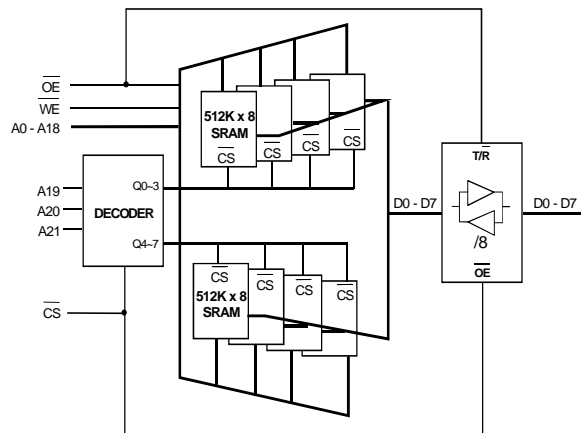 OE
WE
A0 - A18
512K x 8
SRAM
CS
CS
CS
CS
A19
A20
A21
DECODER
Q0~3
Q4~7
CS
CS
CS
CS
CS
512K x 8
SRAM
D0 - D7
T/R
/8
OE
D0 - D7